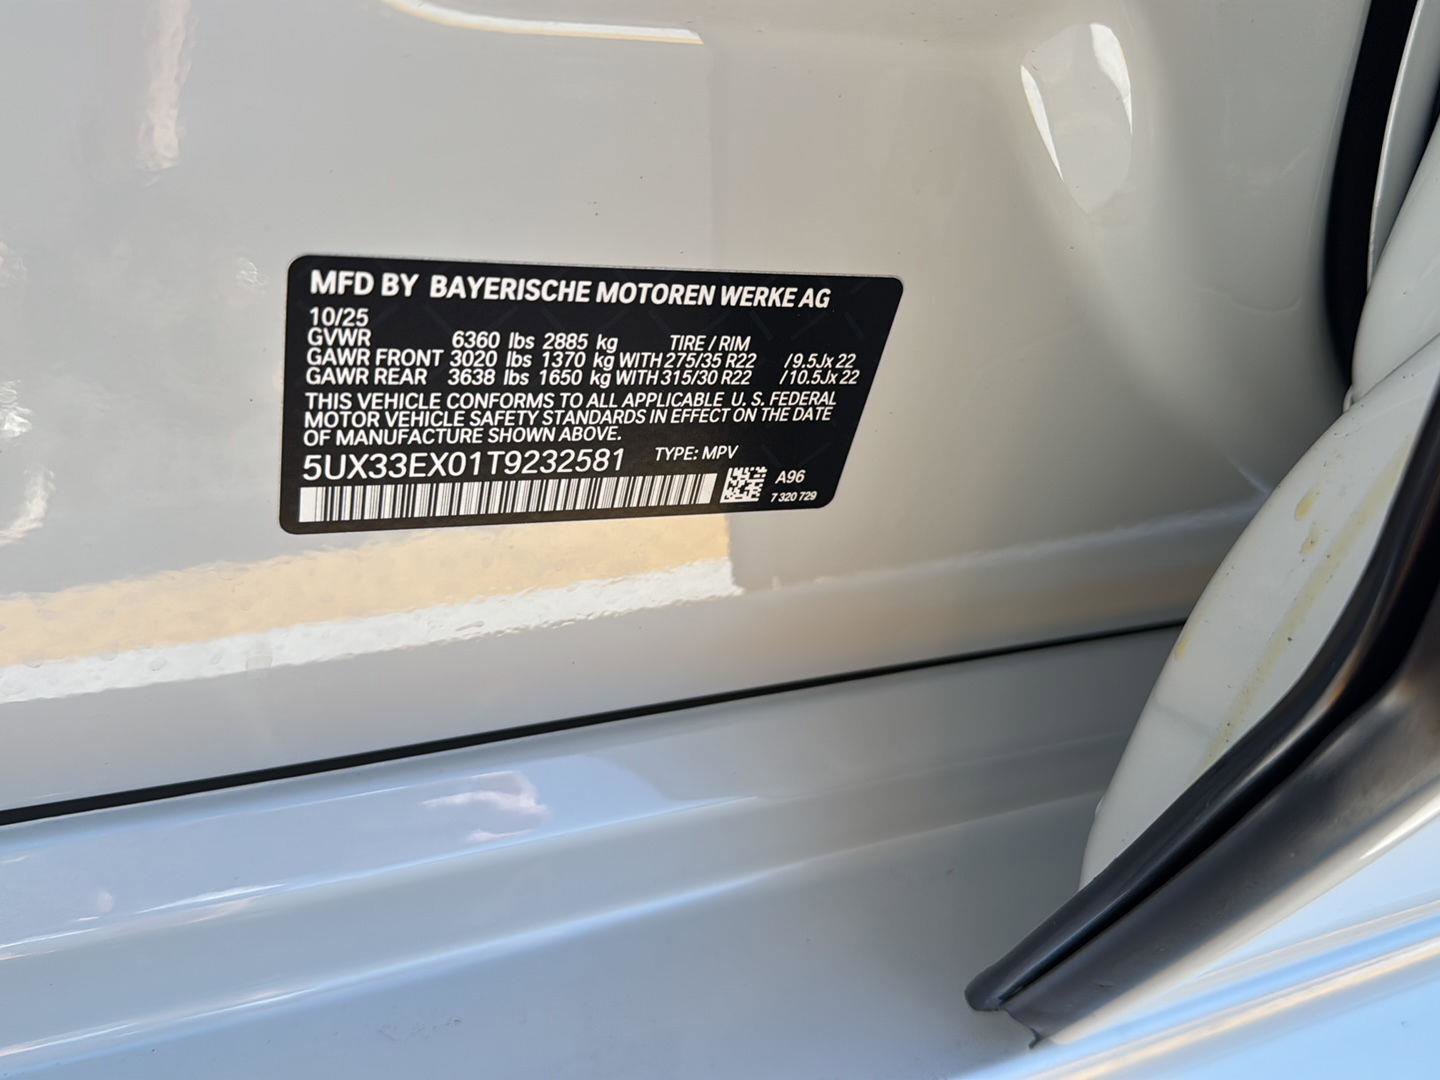 MFD BY BAYERISCHE MOTOREN WERKE AG
10/25
GVWR 6360 lbs 2885 kg TIRE / RIM
GAWR FRONT 3020 lbs 1370 kg WITH 275/35 R22 /9.5Jx 22
GAWR REAR 3638 lbs 1650 kg WITH 315/30 R22 /10.5Jx 22
THIS VEHICLE CONFORMS TO ALL APPLICABLE U. S. FEDERAL
MOTOR VEHICLE SAFETY STANDARDS IN EFFECT ON THE DATE
OF MANUFACTURE SHOWN ABOVE.
5UX33EX01T9232581 TYPE: MPV
A96
7 320 729